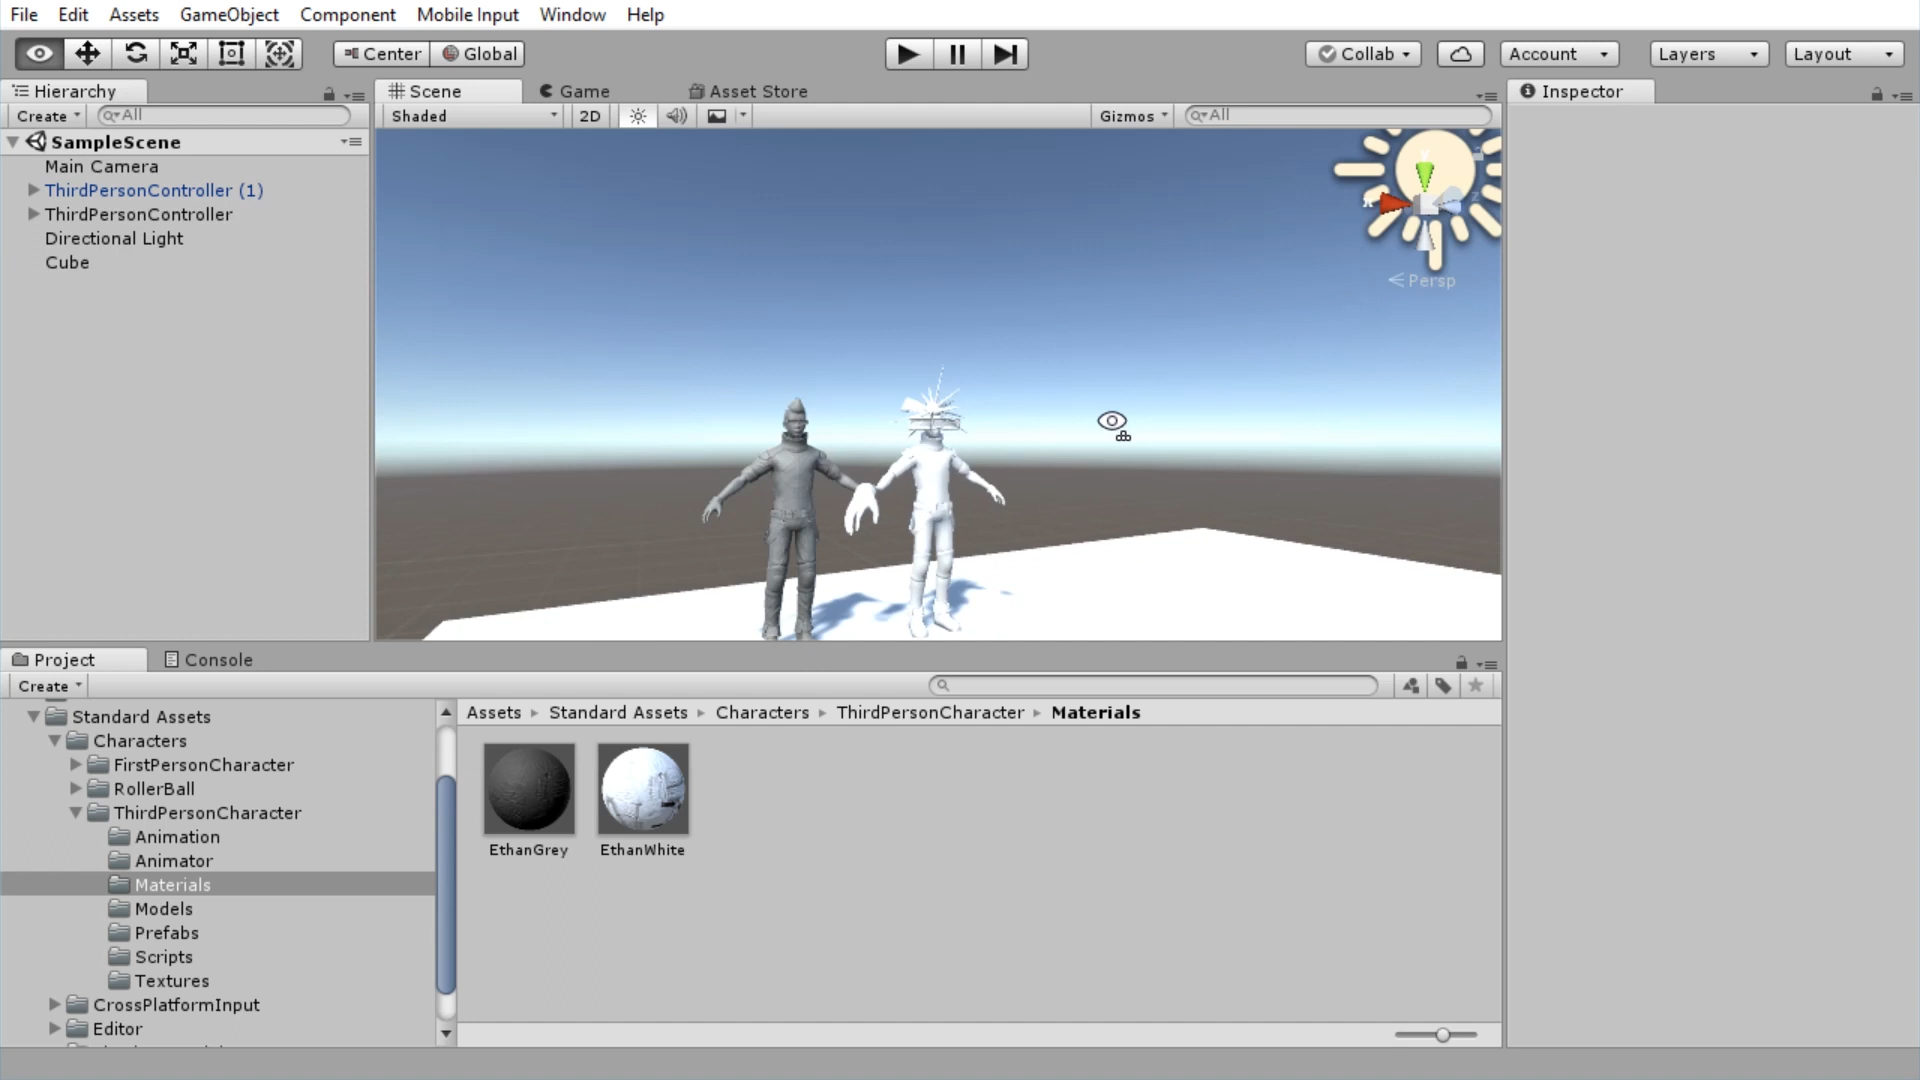 File Edit Assets GameObject Component Mobile Input Window Help
Center Global Collab Account Layers Layout
Hierarchy
Create All
SampleScene
Main Camera
ThirdPersonController (1)
ThirdPersonController
Directional Light
Cube
Scene Game Asset Store
Shaded 2D Gizmos All
y
x
z
Persp
Inspector
Project Console
Create
Standard Assets
Characters
FirstPersonCharacter
RollerBall
ThirdPersonCharacter
Animation
Animator
Materials
Models
Prefabs
Scripts
Textures
CrossPlatformInput
Editor
Assets Standard Assets Characters ThirdPersonCharacter Materials
EthanGrey EthanWhite